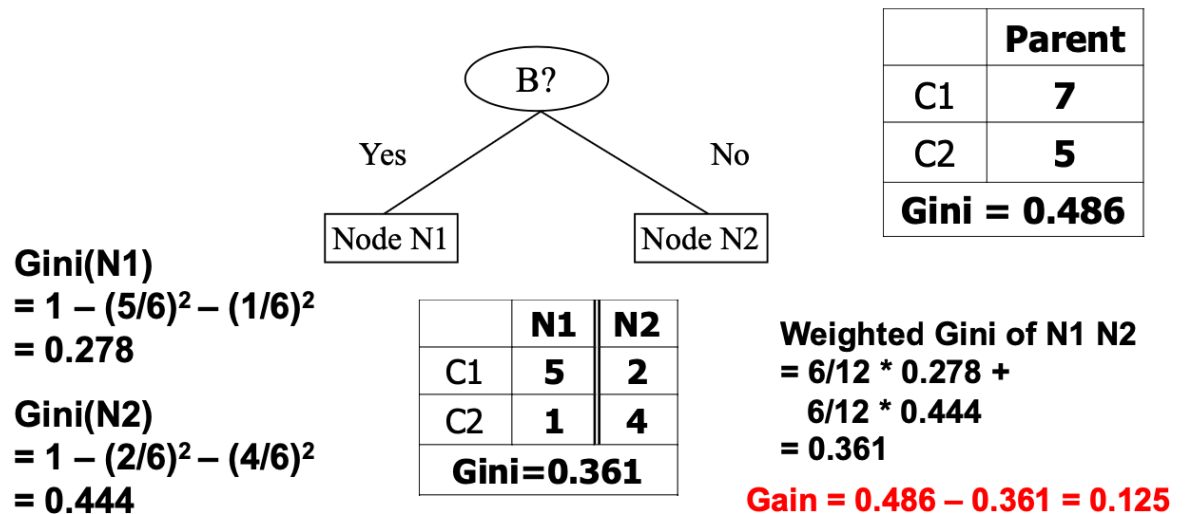 B?
Yes
No
Node N1
Node N2
Parent
C1 7
C2 5
Gini = 0.486
Gini(N1)
= 1 – (5/6)² – (1/6)²
= 0.278
Gini(N2)
= 1 – (2/6)² – (4/6)²
= 0.444
N1 N2
C1 5 2
C2 1 4
Gini=0.361
Weighted Gini of N1 N2
= 6/12 * 0.278 +
6/12 * 0.444
= 0.361
Gain = 0.486 – 0.361 = 0.125